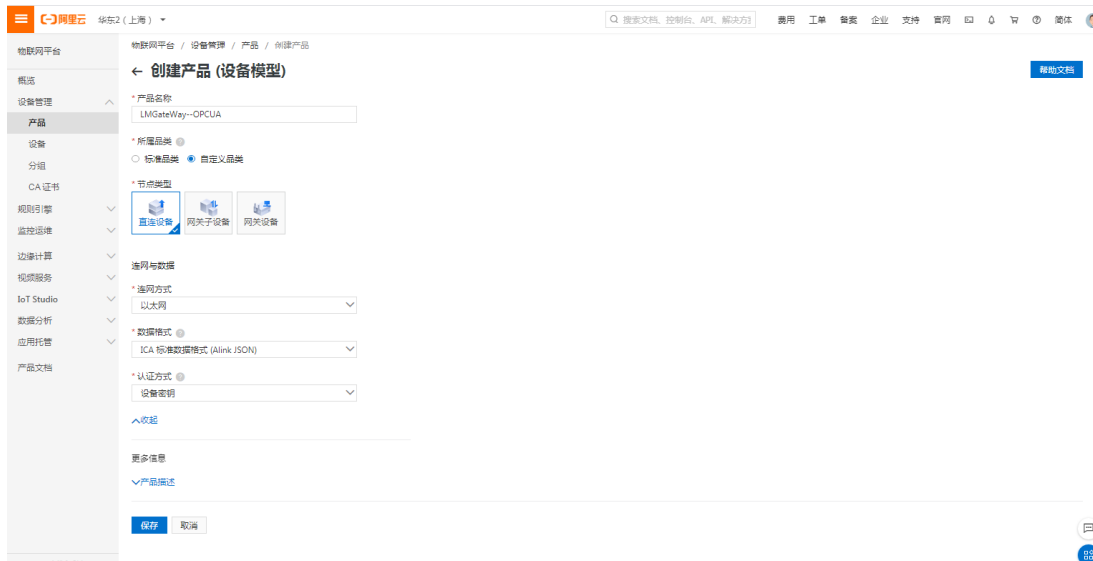 阿里云 华东2（上海） 搜索文档、控制台、API、解决方 费用 工单 备案 企业 支持 官网 简体
物联网平台
概览
设备管理
产品
设备
分组
CA 证书
规则引擎
监控运维
边缘计算
视频服务
IoT Studio
数据分析
应用托管
产品文档
物联网平台 / 设备管理 / 产品 / 创建产品
← 创建产品 (设备模型)
帮助文档
* 产品名称
LMGateWay--OPCUA
* 所属品类
标准品类 自定义品类
* 节点类型
直连设备 网关子设备 网关设备
连网与数据
* 连网方式
以太网
* 数据格式
ICA 标准数据格式 (Alink JSON)
* 认证方式
设备密钥
收起
更多信息
产品描述
保存 取消